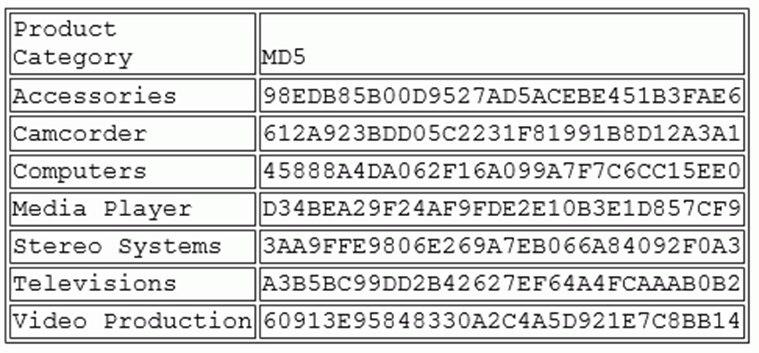 Product
Category MD5
Accessories 98EDB85B00D9527AD5ACEBE451B3FAE6
Camcorder 612A923BDD05C2231F81991B8D12A3A1
Computers 45888A4DA062F16A099A7F7C6CC15EE0
Media Player D34BEA29F24AF9FDE2E10B3E1D857CF9
Stereo Systems 3AA9FFE9806E269A7EB066A84092F0A3
Televisions A3B5BC99DD2B42627EF64A4FCAAAB0B2
Video Production 60913E95848330A2C4A5D921E7C8BB14